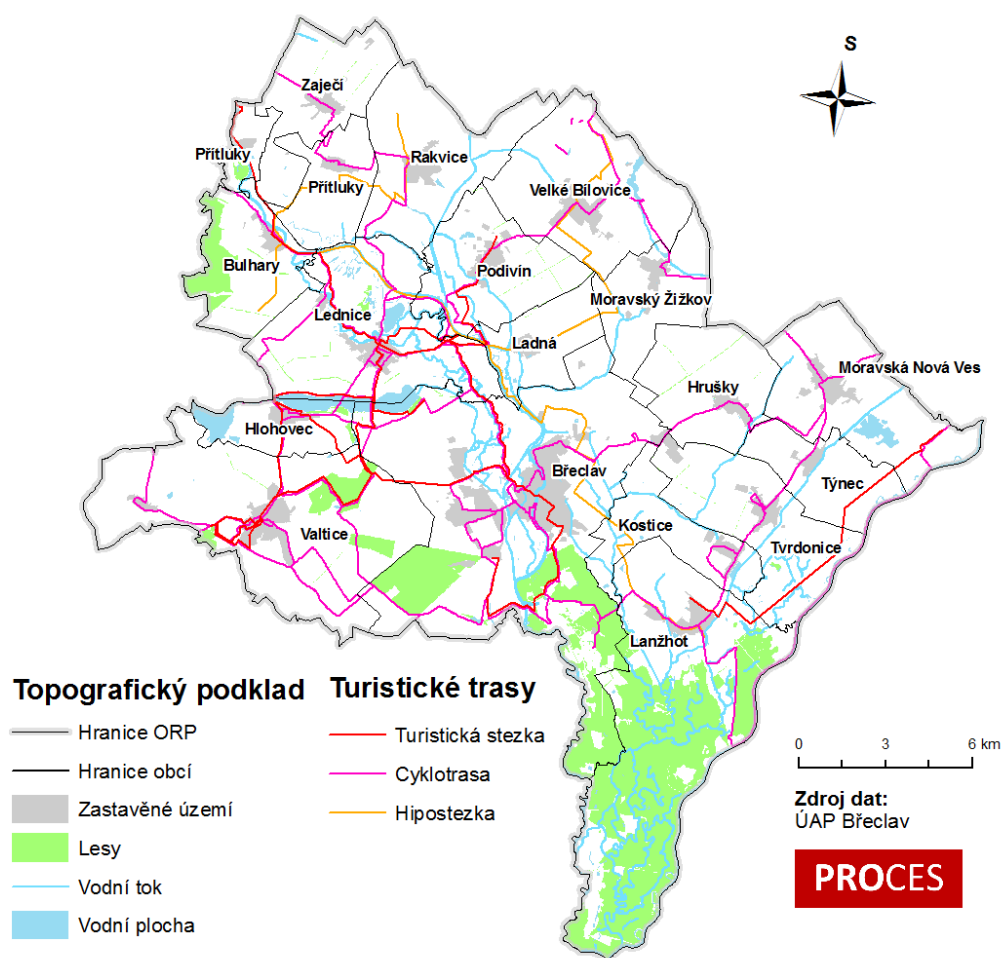 S
Zaječí
Přítluky
Rakvice
Přítluky
Velké Bílovice
Bulhary
Podivín
Moravský Žižkov
Lednice
Ladná
Moravská Nová Ves
Hrušky
Hlohovec
Břeclav
Týnec
Kostice
Valtice
Tvrdonice
Lanžhot
Topografický podklad
Hranice ORP
Hranice obcí
Zastavěné území
Lesy
Vodní tok
Vodní plocha
Turistické trasy
Turistická stezka
Cyklotrasa
Hipostezka
0 3 6 km
Zdroj dat:
ÚAP Břeclav
PROCES